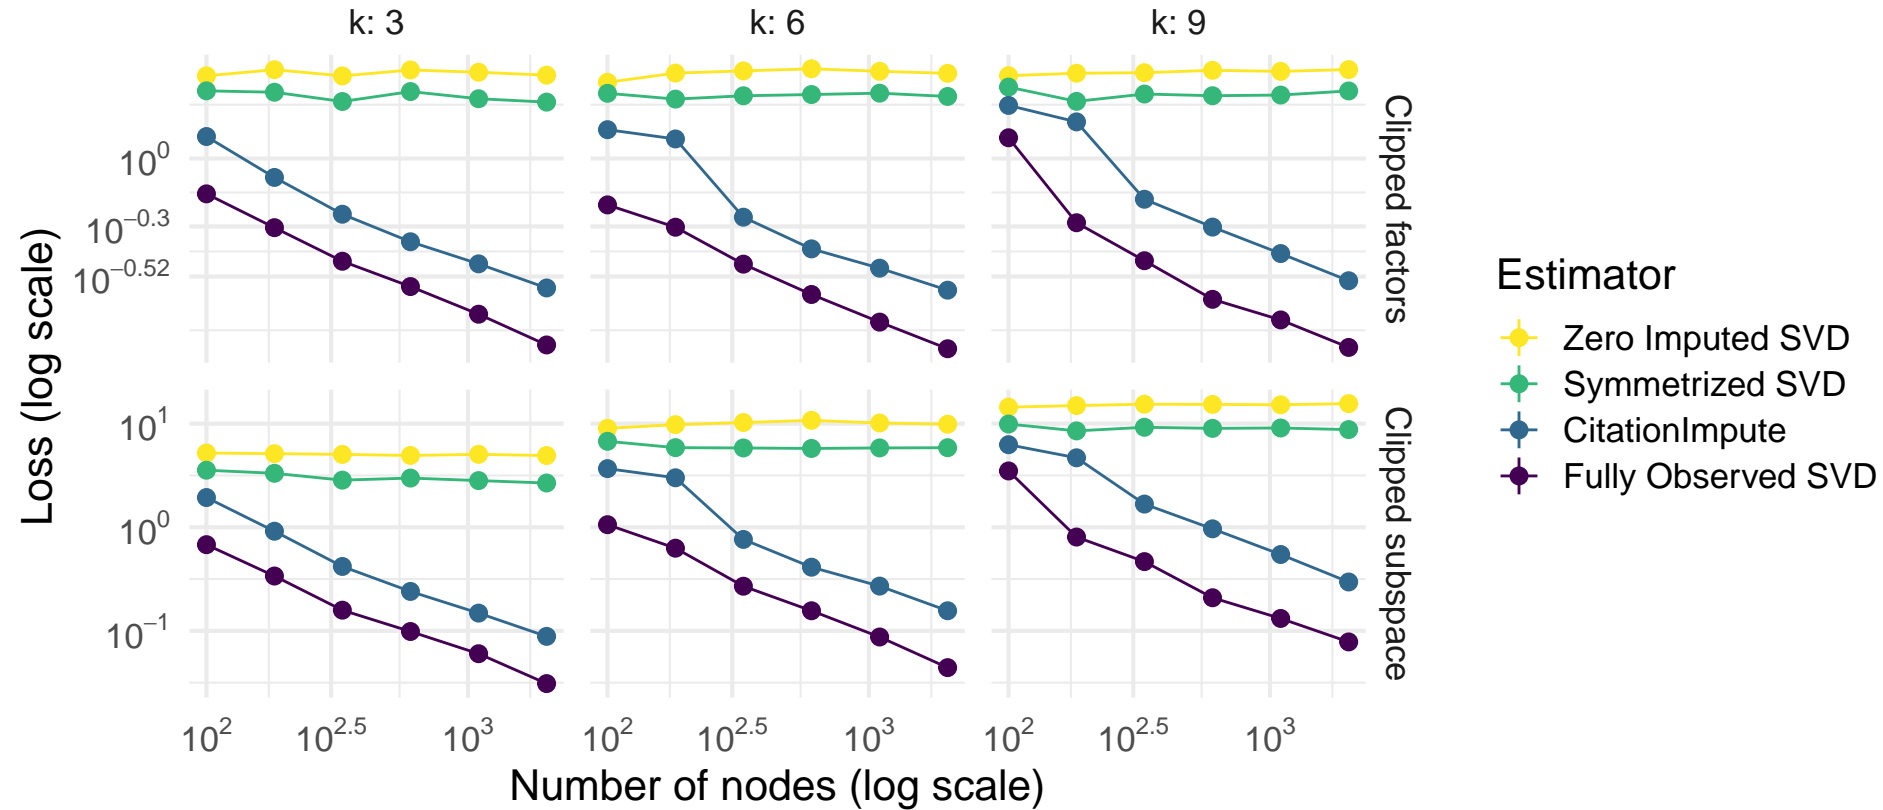 k: 3
k: 6
k: 9
10^0
10^−0.3
10^−0.52
Clipped factors
10^1
10^0
10^−1
Clipped subspace
Loss (log scale)
10^2
10^2.5
10^3
10^2
10^2.5
10^3
10^2
10^2.5
10^3
Number of nodes (log scale)
Estimator
Zero Imputed SVD
Symmetrized SVD
CitationImpute
Fully Observed SVD